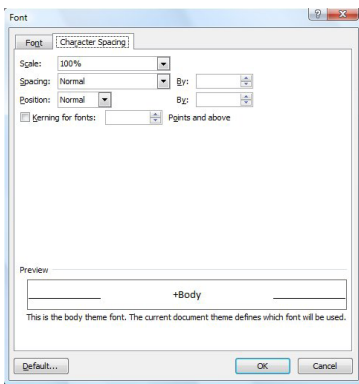 Font
Font Character Spacing
Scale: 100%
Spacing: Normal By:
Position: Normal By:
Kerning for fonts: Points and above
Preview
+Body
This is the body theme font. The current document theme defines which font will be used.
Default... OK Cancel